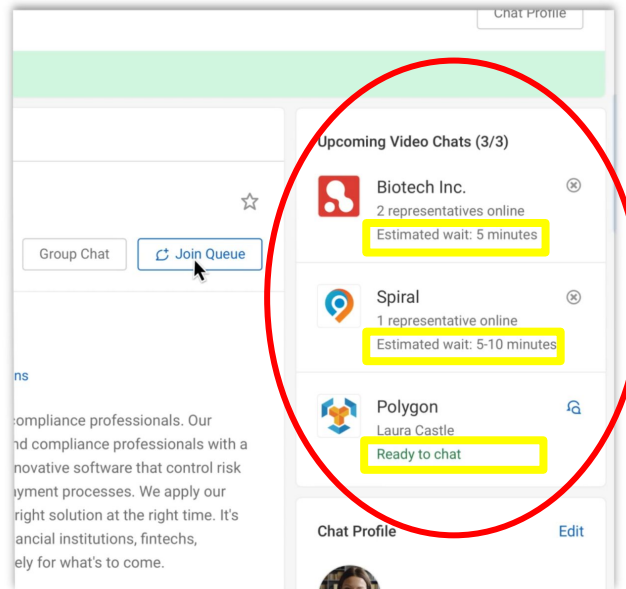 Chat Profile
Upcoming Video Chats (3/3)
Biotech Inc.
2 representatives online
Estimated wait: 5 minutes
Group Chat
Join Queue
Spiral
1 representative online
Estimated wait: 5-10 minutes
ns
compliance professionals. Our
nd compliance professionals with a
novative software that control risk
yment processes. We apply our
right solution at the right time. It's
ancial institutions, fintechs,
ely for what's to come.
Polygon
Laura Castle
Ready to chat
Chat Profile
Edit